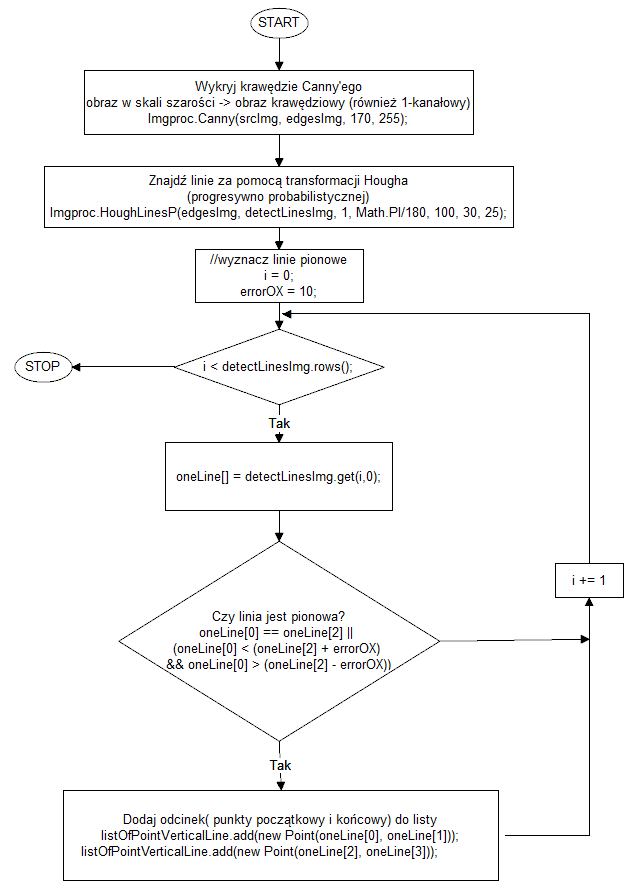 START
Wykryj krawędzie Canny'ego
obraz w skali szarości -> obraz krawędziowy (również 1-kanałowy)
Imgproc.Canny(srcImg, edgesImg, 170, 255);
Znajdź linie za pomocą transformacji Hougha
(progresywno probabilistycznej)
Imgproc.HoughLinesP(edgesImg, detectLinesImg, 1, Math.PI/180, 100, 30, 25);
//wyznacz linie pionowe
i = 0;
errorOX = 10;
i < detectLinesImg.rows();
STOP
Tak
oneLine[] = detectLinesImg.get(i,0);
i += 1
Czy linia jest pionowa?
oneLine[0] == oneLine[2] ||
(oneLine[0] < (oneLine[2] + errorOX)
&& oneLine[0] > (oneLine[2] - errorOX))
Tak
Dodaj odcinek( punkty początkowy i końcowy) do listy
listOfPointVerticalLine.add(new Point(oneLine[0], oneLine[1]));
listOfPointVerticalLine.add(new Point(oneLine[2], oneLine[3]));